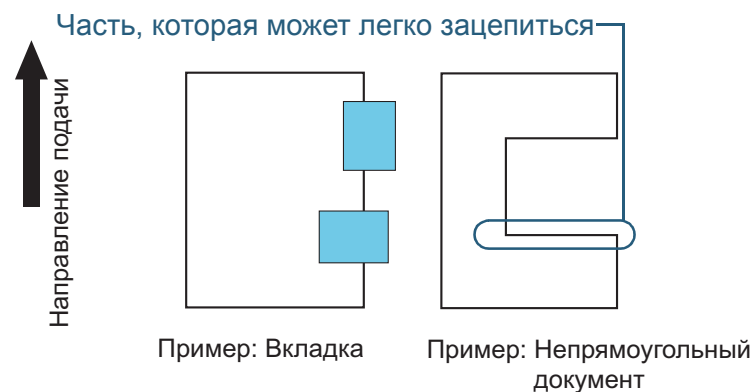 Часть, которая может легко зацепиться
Направление подачи
Пример: Вкладка
Пример: Непрямоугольный
документ